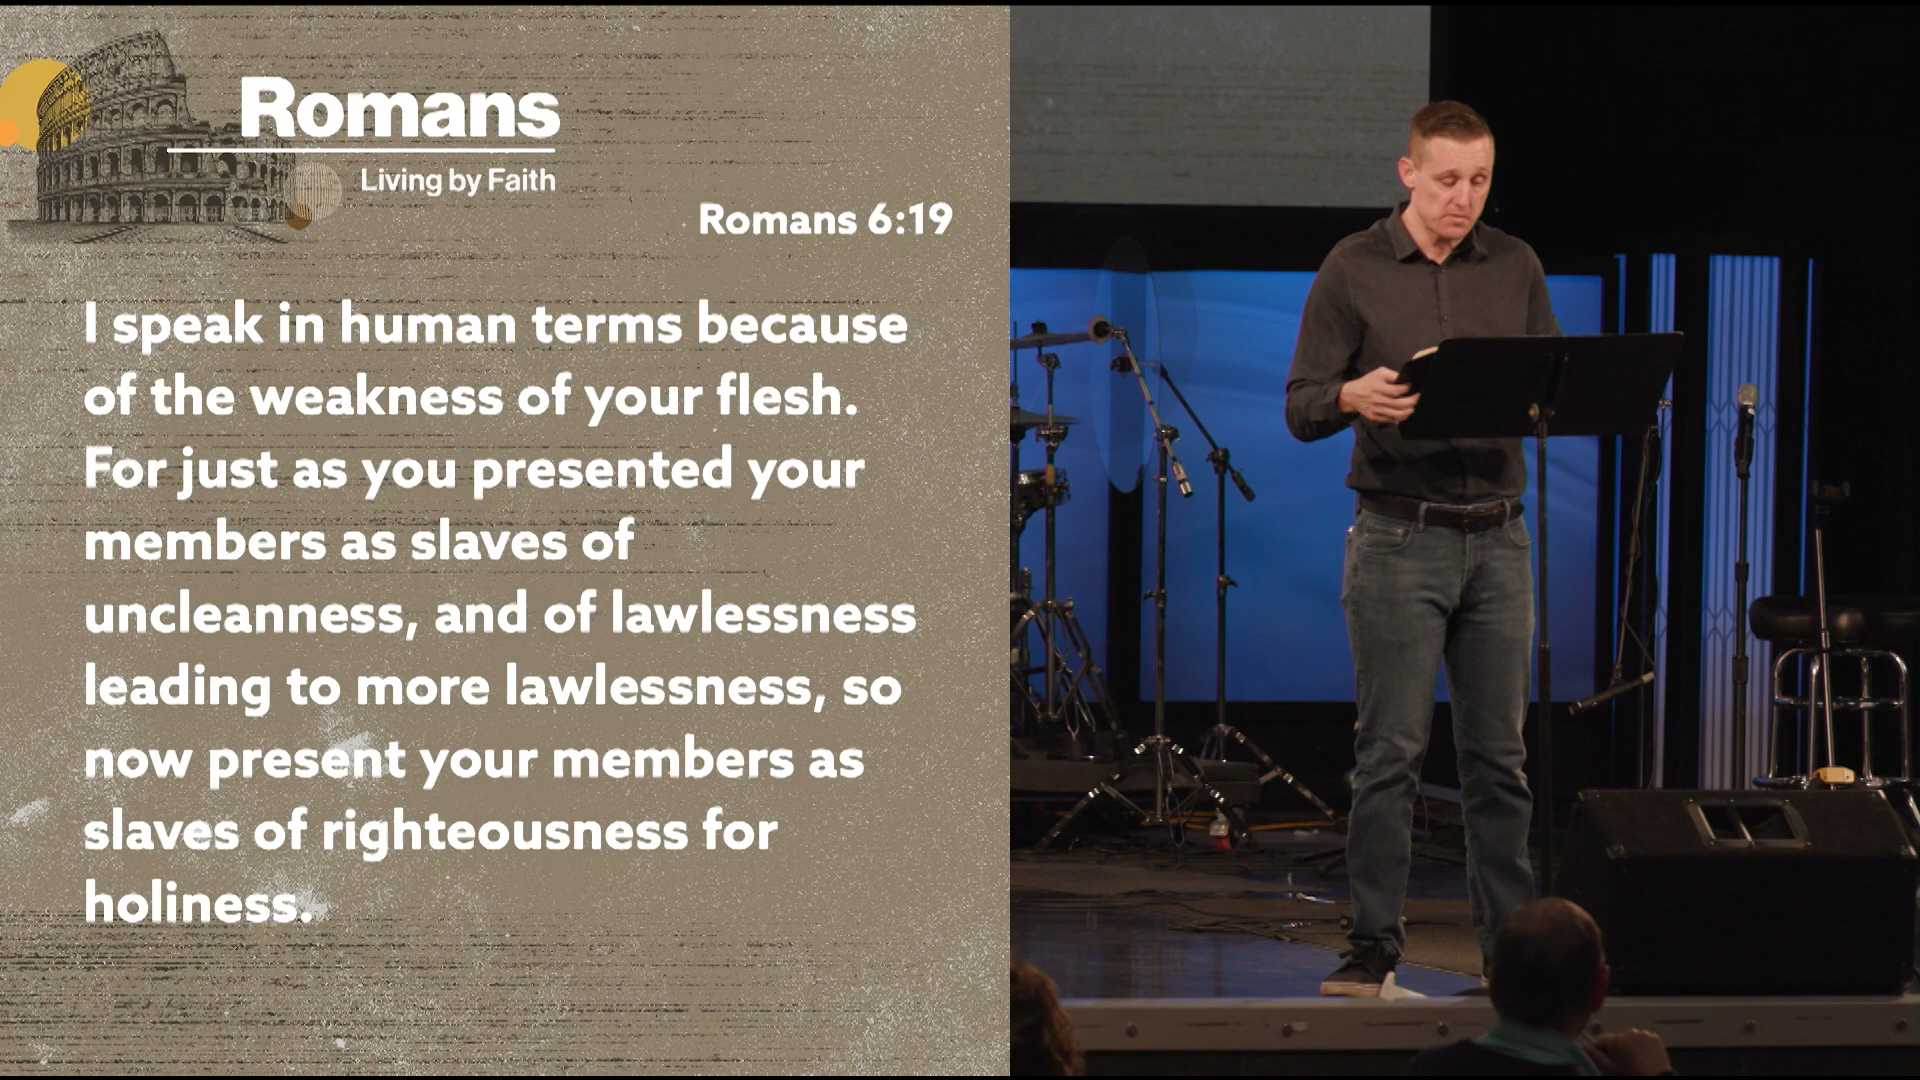 Romans
Living by Faith
Romans 6:19
I speak in human terms because
of the weakness of your flesh.
For just as you presented your
members as slaves of
uncleanness, and of lawlessness
leading to more lawlessness, so
now present your members as
slaves of righteousness for
holiness.